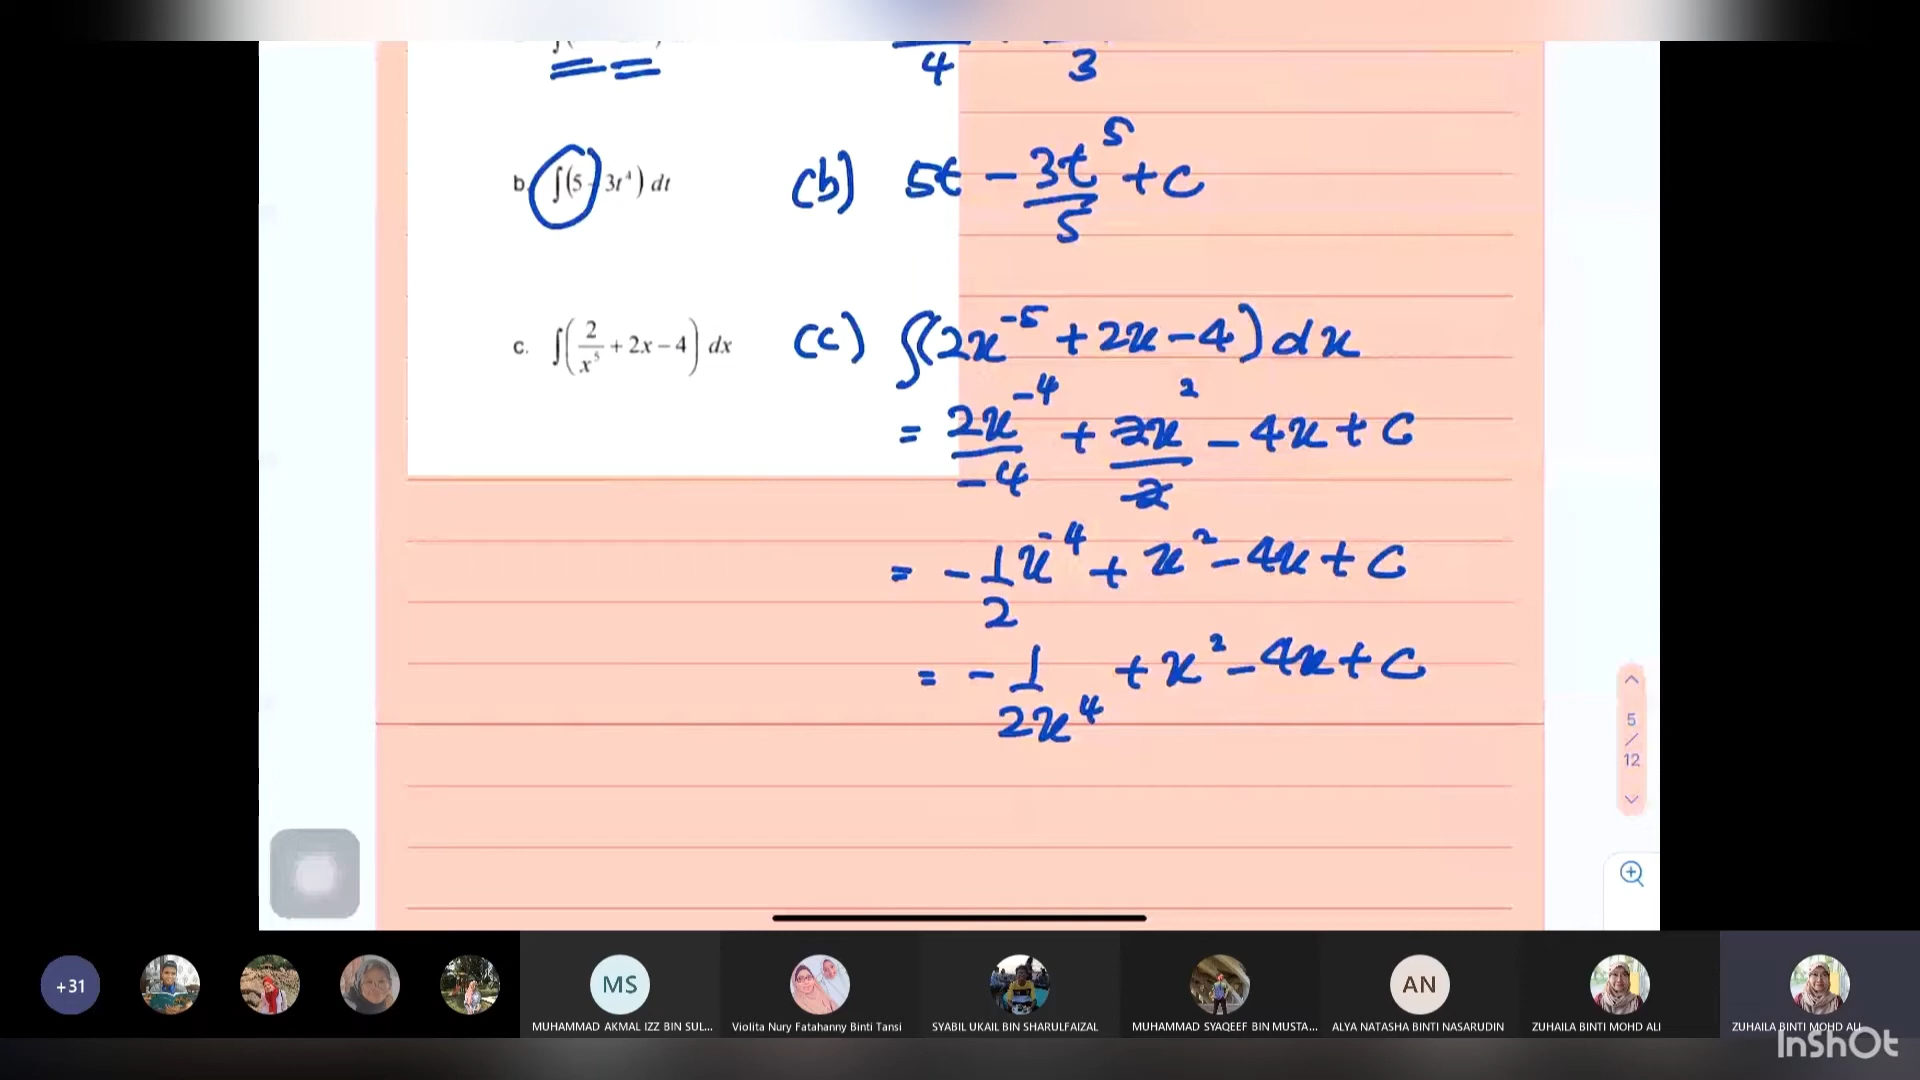 4 3
b. ∫(5 - 3t⁴) dt (b) 5t - 3t⁵/5 + c
c. ∫(2/x⁵ + 2x - 4) dx (c) ∫(2x⁻⁵ + 2x - 4) dx
= 2x⁻⁴/-4 + 2x²/2 - 4x + c
= - 1/2 x⁻⁴ + x² - 4x + c
= - 1/2x⁴ + x² - 4x + c
5
/
12
+31
MS
AN
MUHAMMAD AKMAL IZZ BIN SUL...
Violita Nury Fatahanny Binti Tansi
SYABIL UKAIL BIN SHARULFAIZAL
MUHAMMAD SYAQEEF BIN MUSTA...
ALYA NATASHA BINTI NASARUDIN
ZUHAILA BINTI MOHD ALI
ZUHAILA BINTI MOHD ALI
InShOt